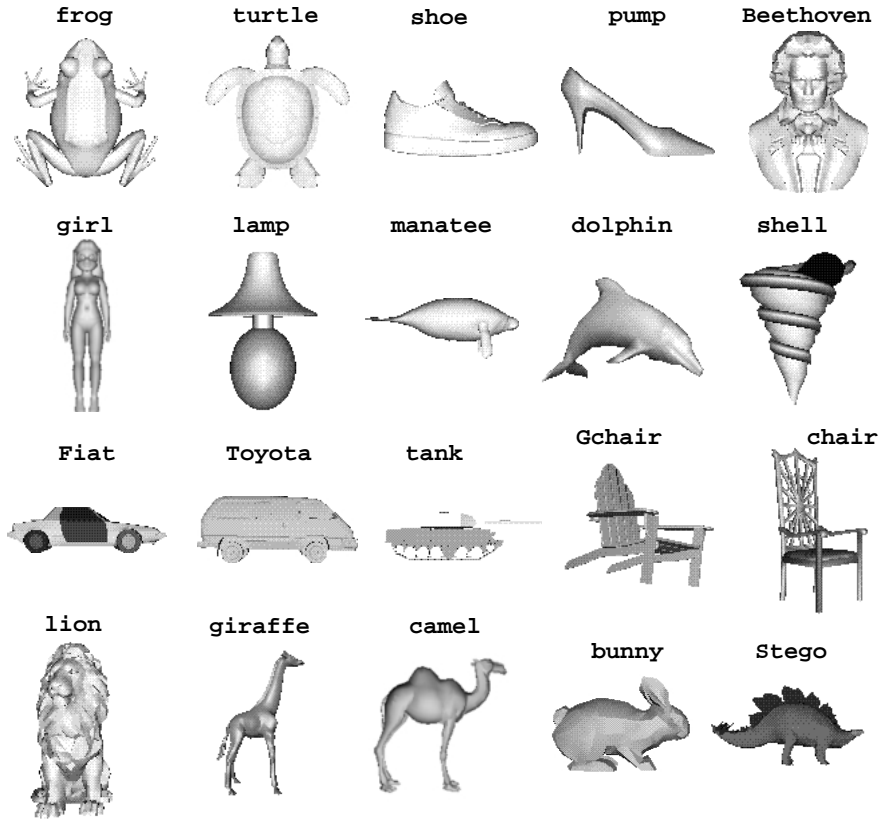 frog turtle shoe pump Beethoven
girl lamp manatee dolphin shell
Fiat Toyota tank Gchair chair
lion giraffe camel bunny Stego